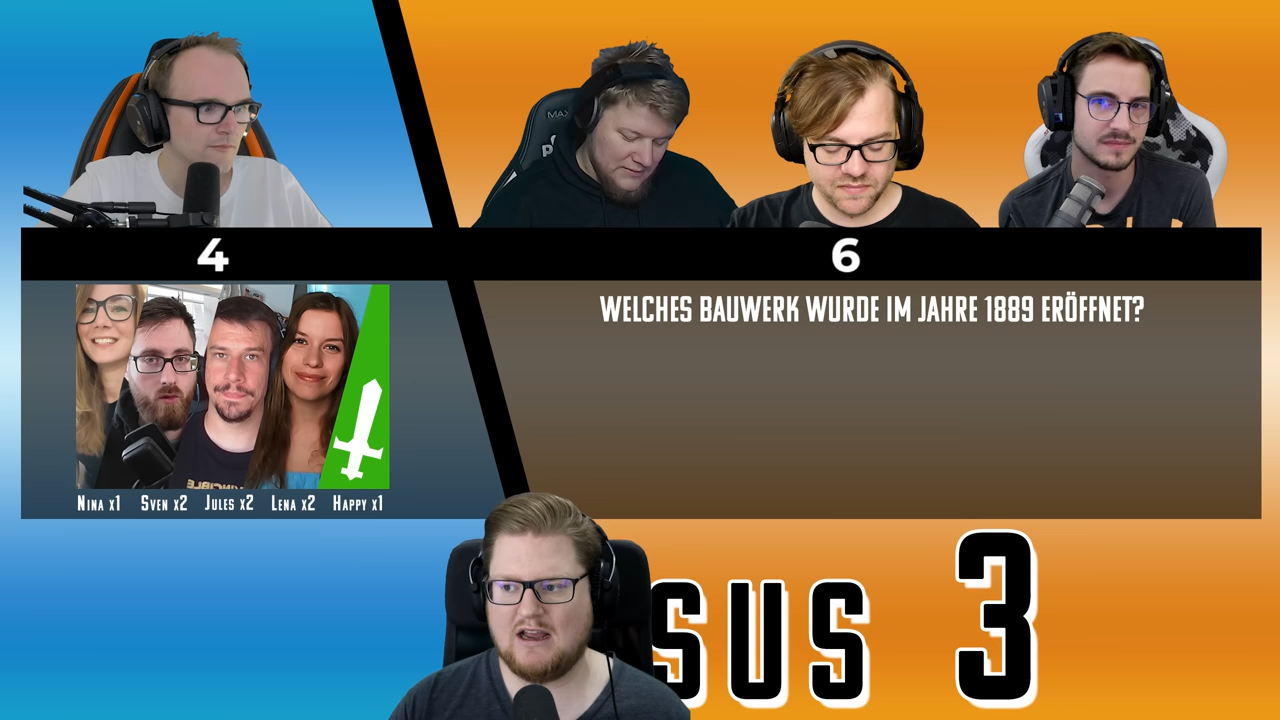 MAX
4
6
WELCHES BAUWERK WURDE IM JAHRE 1889 ERÖFFNET?
NINA X1 SVEN X2 JULES X2 LENA X2 HAPPY X1
SUS 3